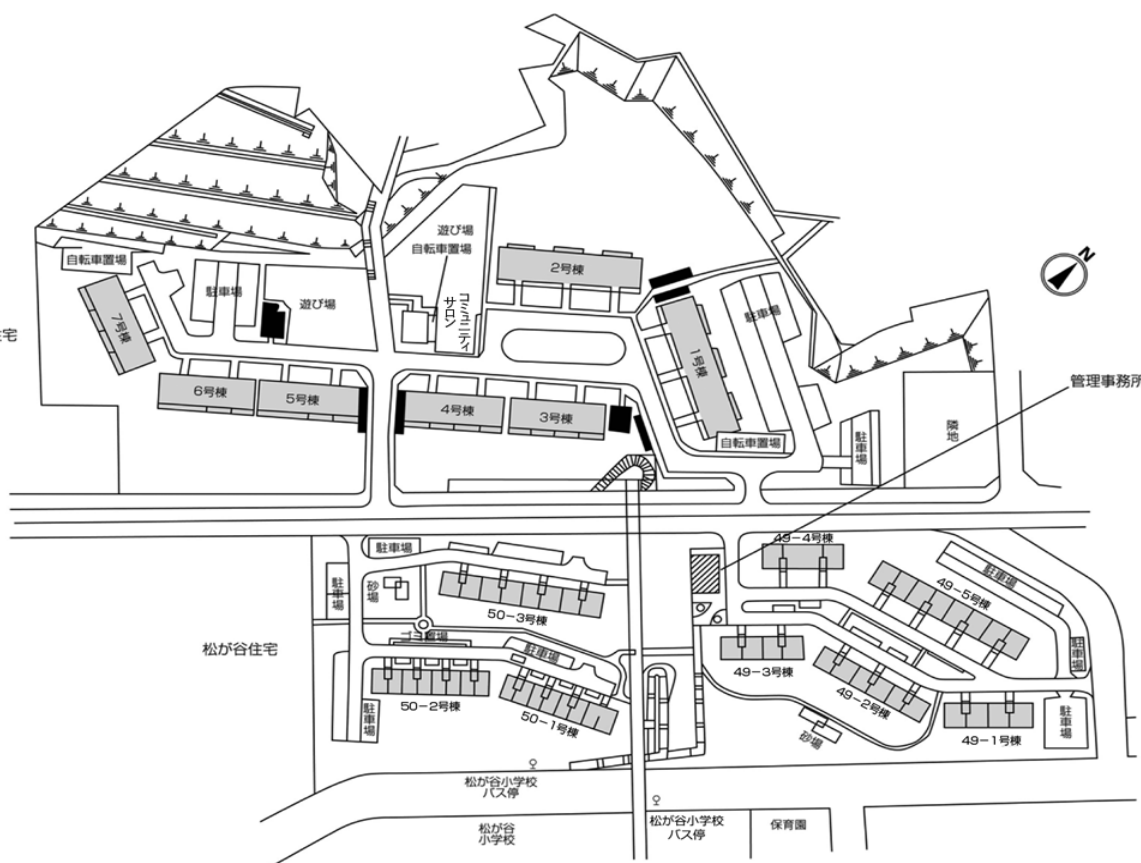 遊び場
自転車置場
2号棟
自転車置場
駐車場
遊び場
コミュニティ
サロン
駐車場
N
7号棟
1号棟
住宅
6号棟
5号棟
4号棟
3号棟
自転車置場
駐車場
隣地
管理事務所
49-4号棟
駐車場
駐車場
砂場
50-3号棟
49-5号棟
駐車場
ゴミ置場
駐車場
駐車場
松が谷住宅
49-3号棟
50-2号棟
50-1号棟
49-2号棟
49-1号棟
駐車場
駐車場
砂場
松が谷小学校
バス停
松が谷
小学校
松が谷小学校
バス停
保育園